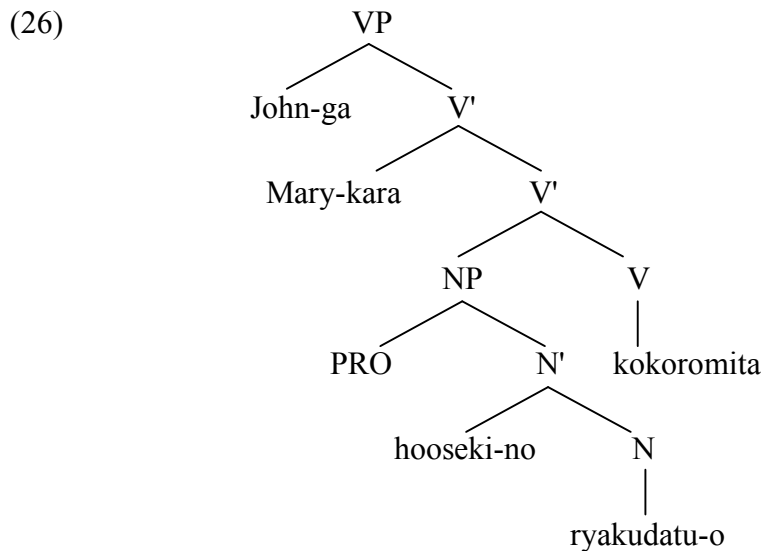 (26) VP
John-ga V'
Mary-kara V'
NP V
PRO N' kokoromita
hooseki-no N
ryakudatu-o